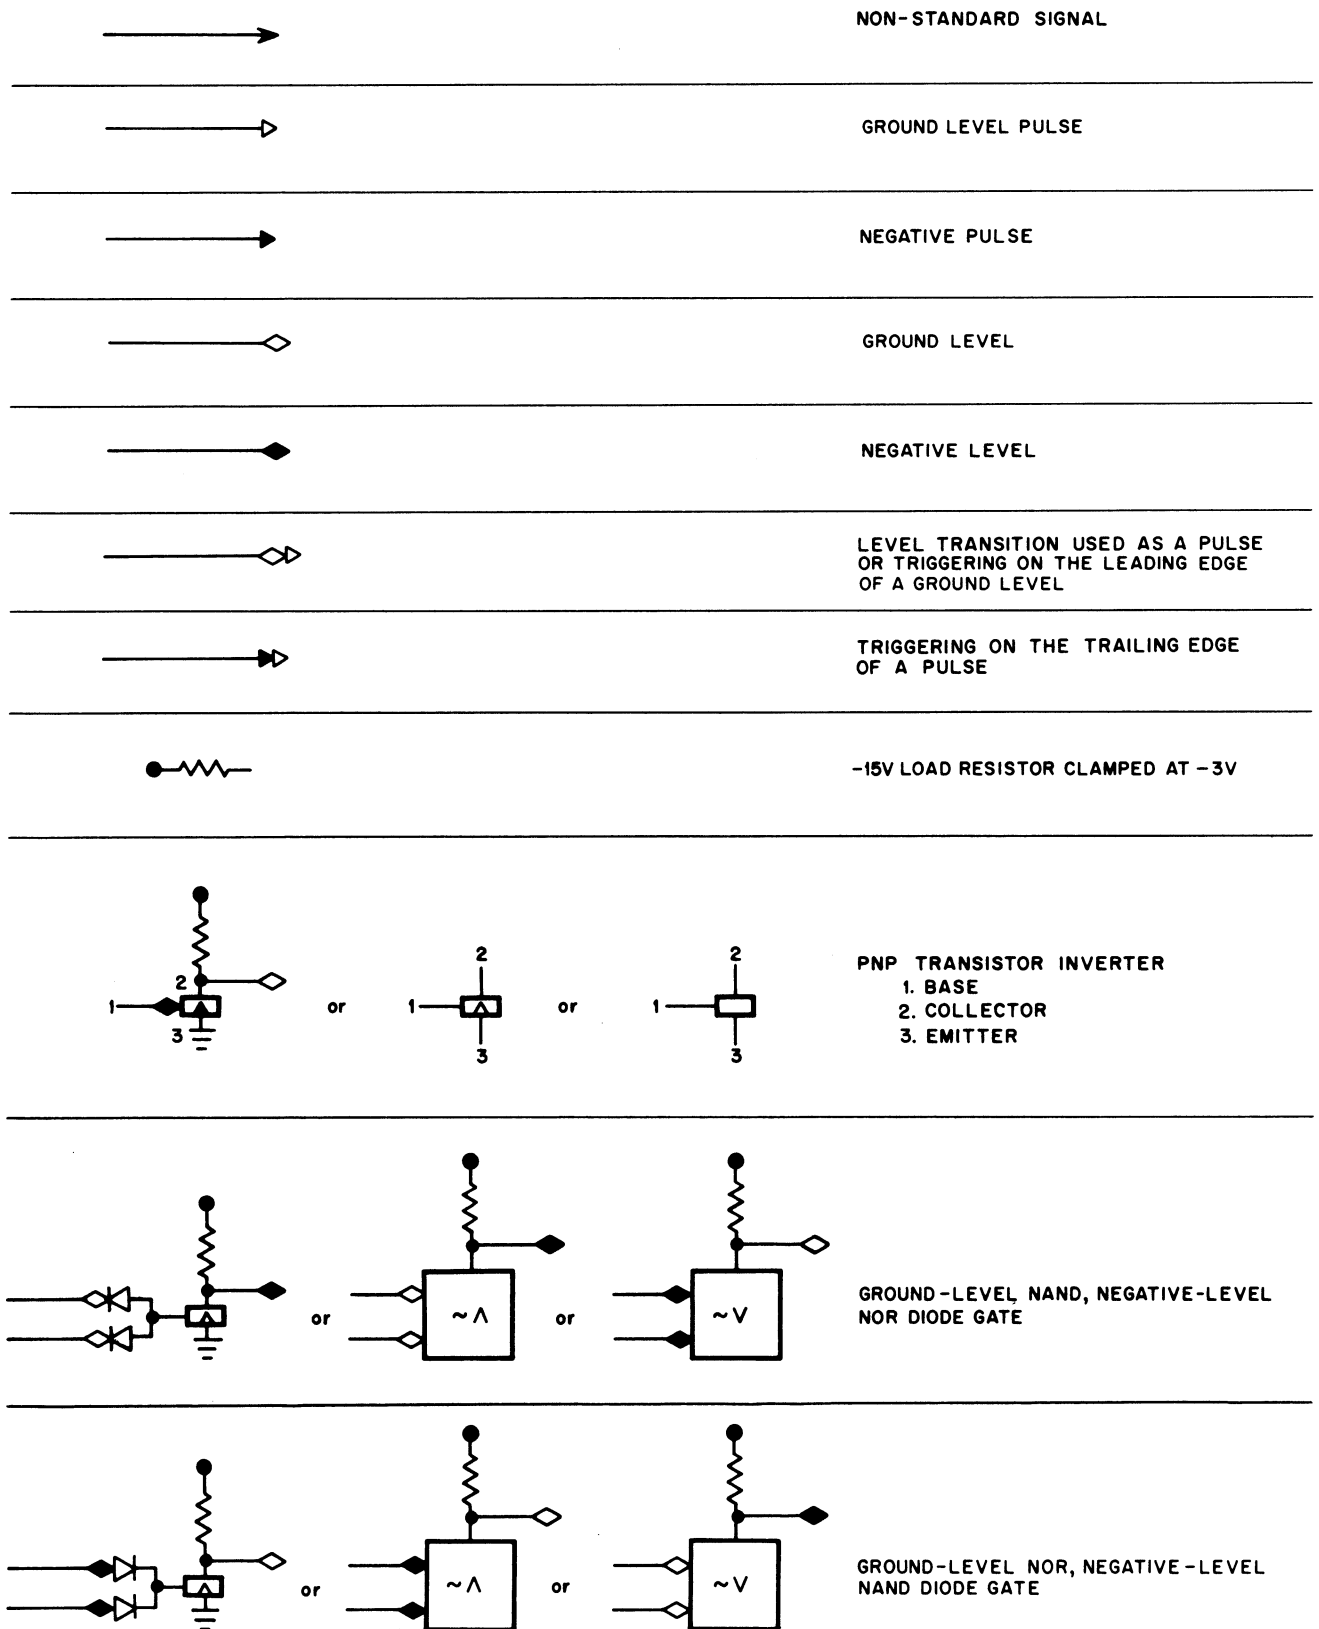 NON-STANDARD SIGNAL
GROUND LEVEL PULSE
NEGATIVE PULSE
GROUND LEVEL
NEGATIVE LEVEL
LEVEL TRANSITION USED AS A PULSE
OR TRIGGERING ON THE LEADING EDGE
OF A GROUND LEVEL
TRIGGERING ON THE TRAILING EDGE
OF A PULSE
-15V LOAD RESISTOR CLAMPED AT -3V
2
1
3
or
2
1
3
or
2
1
3
PNP TRANSISTOR INVERTER
1. BASE
2. COLLECTOR
3. EMITTER
or
~ Λ
or
~ V
GROUND-LEVEL NAND, NEGATIVE-LEVEL
NOR DIODE GATE
or
~ Λ
or
~ V
GROUND-LEVEL NOR, NEGATIVE-LEVEL
NAND DIODE GATE